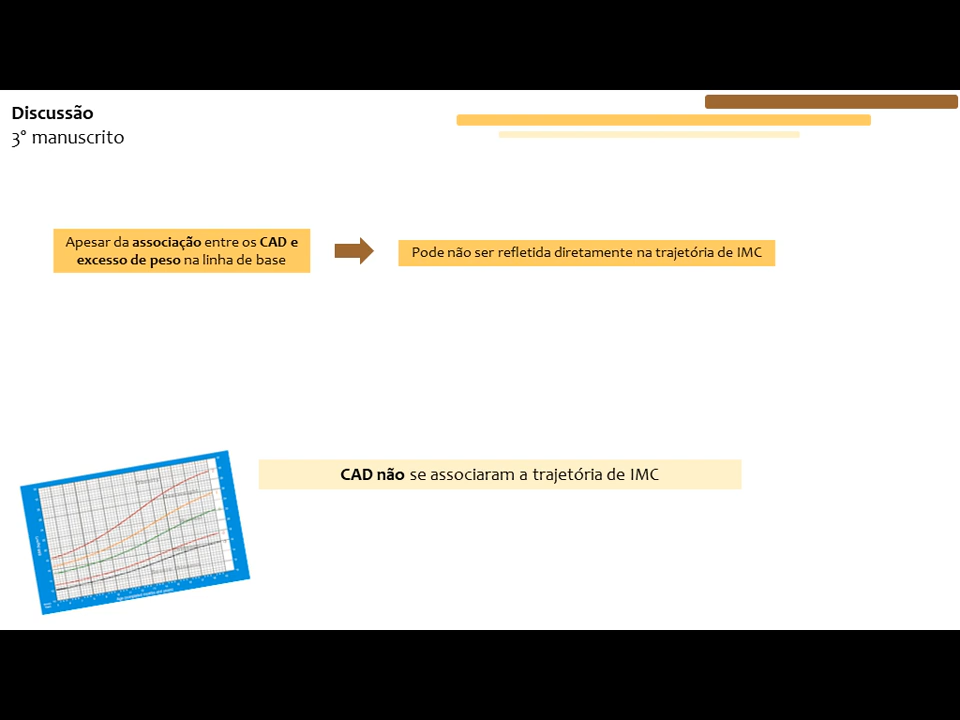 Discussão
3° manuscrito
Apesar da associação entre os CAD e
excesso de peso na linha de base
Pode não ser refletida diretamente na trajetória de IMC
CAD não se associaram a trajetória de IMC